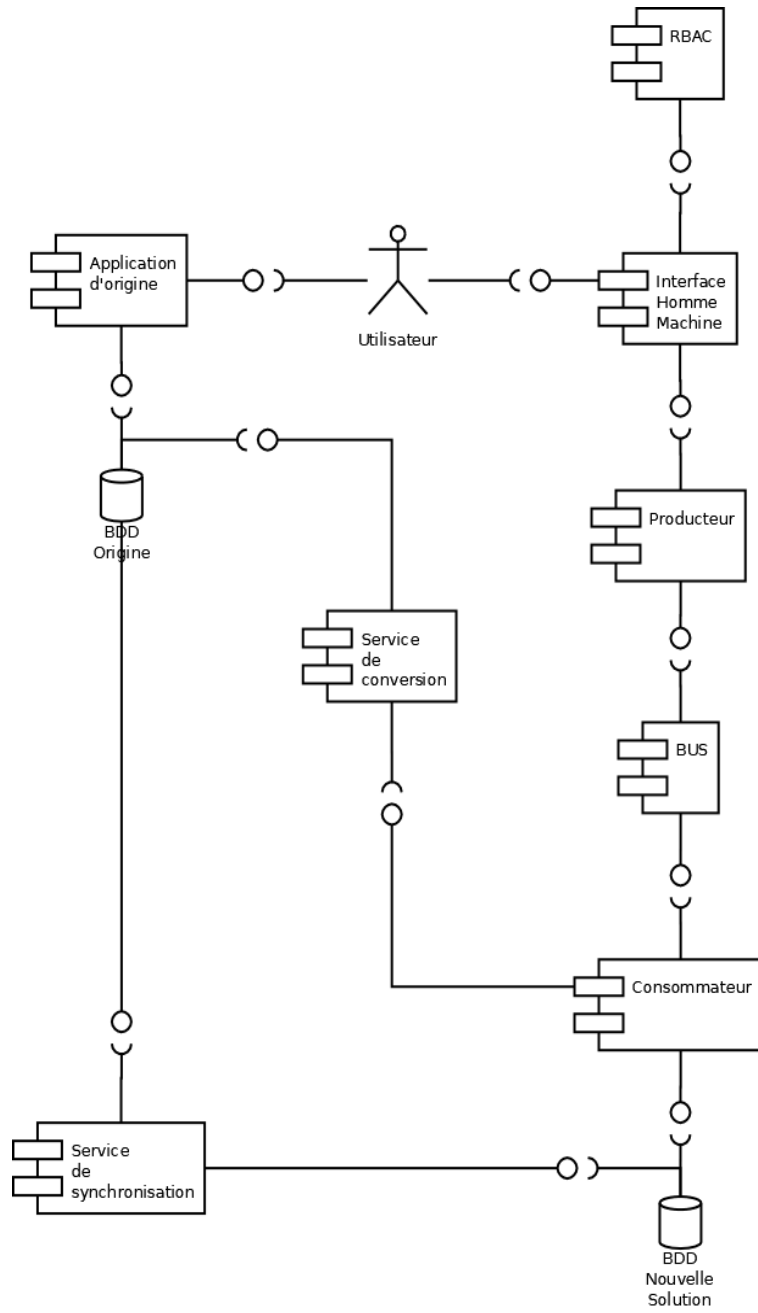 RBAC
Application
d'origine
Interface
Homme
Machine
Utilisateur
BDD
Origine
Producteur
Service
de
conversion
BUS
Consommateur
Service
de
synchronisation
BDD
Nouvelle
Solution